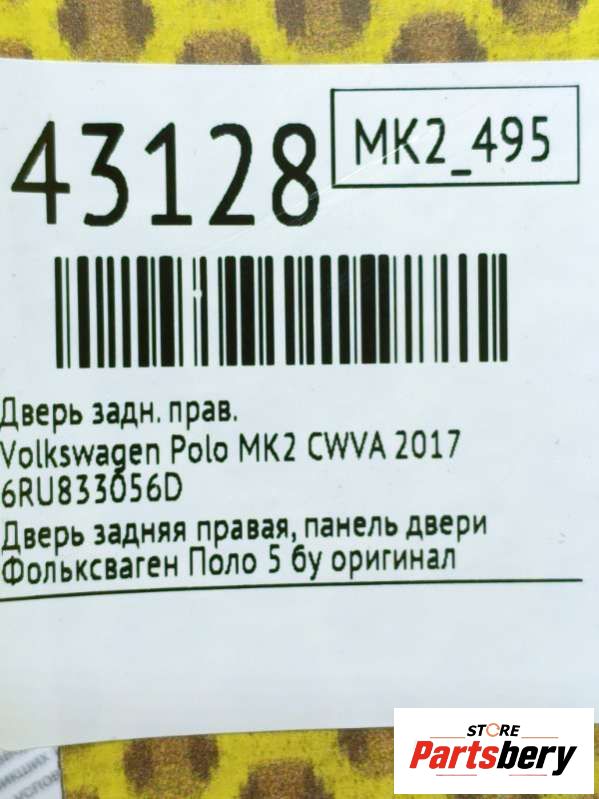 43128
MK2_495
Дверь задн. прав.
Volkswagen Polo MK2 CWVA 2017
6RU833056D
Дверь задняя правая, панель двери
Фольксваген Поло 5 бу оригинал
STORE
Partsbery